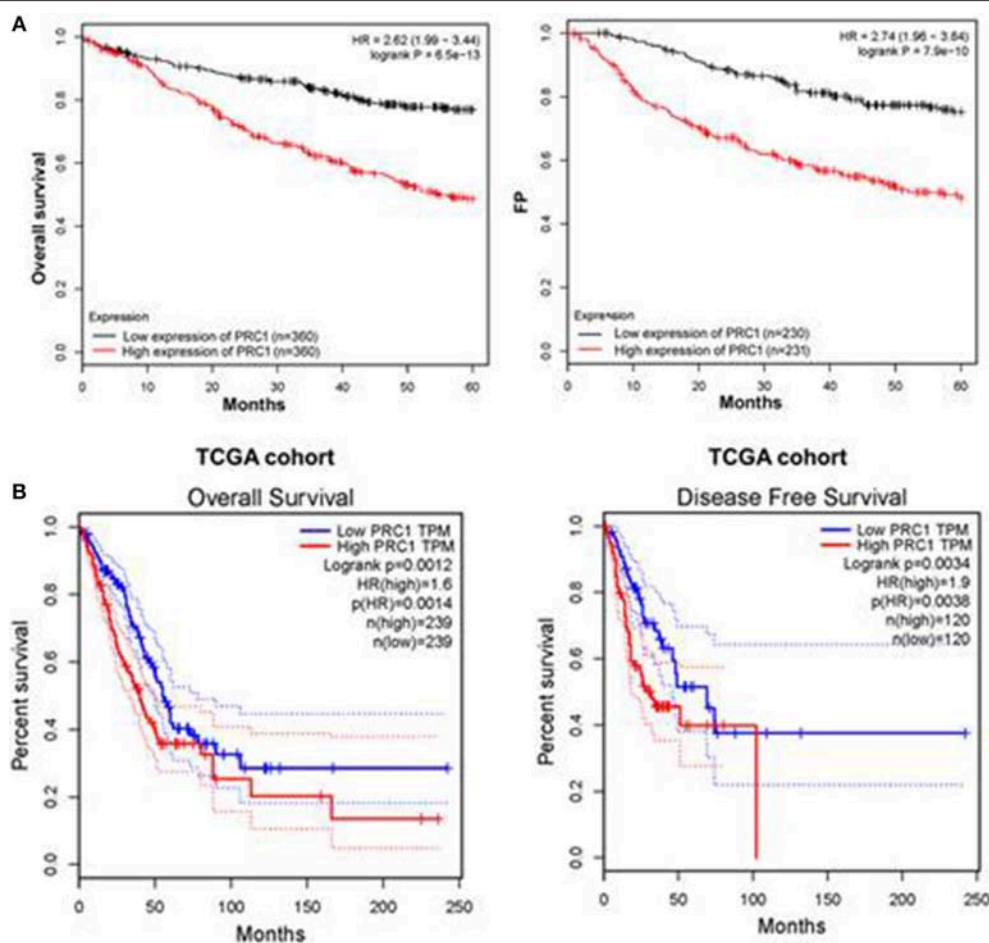 A
HR = 2.62 (1.99 - 3.44)
logrank P = 6.5e-13
Overall survival
1.0
0.8
0.6
0.4
0.2
0.0
Expression
Low expression of PRC1 (n=360)
High expression of PRC1 (n=360)
0 10 20 30 40 50 60
Months
HR = 2.74 (1.96 - 3.84)
logrank P = 7.9e-10
FP
1.0
0.8
0.6
0.4
0.2
0.0
Expression
Low expression of PRC1 (n=230)
High expression of PRC1 (n=231)
0 10 20 30 40 50 60
Months
B
TCGA cohort
Overall Survival
Low PRC1 TPM
High PRC1 TPM
Logrank p=0.0012
HR(high)=1.6
p(HR)=0.0014
n(high)=239
n(low)=239
Percent survival
1.0
0.8
0.6
0.4
0.2
0.0
0 50 100 150 200 250
Months
TCGA cohort
Disease Free Survival
Low PRC1 TPM
High PRC1 TPM
Logrank p=0.0034
HR(high)=1.9
p(HR)=0.0038
n(high)=120
n(low)=120
Percent survival
1.0
0.8
0.6
0.4
0.2
0.0
0 50 100 150 200 250
Months